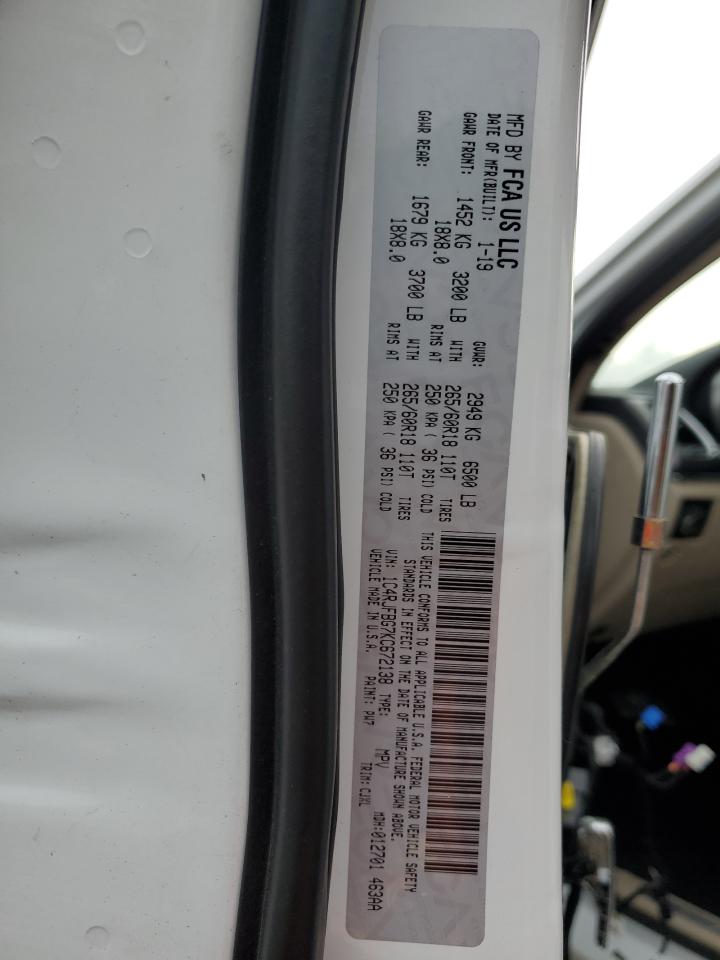 MFD BY FCA US LLC
DATE OF MFR(BUILT): 1-19 GVWR: 2949 KG 6500 LB
GAWR FRONT: 1452 KG 3200 LB WITH 265/60R18 110T TIRES
18X8.0 RIMS AT 250 KPA ( 36 PSI) COLD
GAWR REAR: 1679 KG 3700 LB WITH 265/60R18 110T TIRES
18X8.0 RIMS AT 250 KPA ( 36 PSI) COLD
THIS VEHICLE CONFORMS TO ALL APPLICABLE U.S.A. FEDERAL MOTOR VEHICLE SAFETY
STANDARDS IN EFFECT ON THE DATE OF MANUFACTURE SHOWN ABOVE.
VIN: 1C4RJFBG7KC672138 TYPE: MPV MDH:012701 463AA
VEHICLE MADE IN U.S.A. PAINT: PW7 TRIM: CJXL